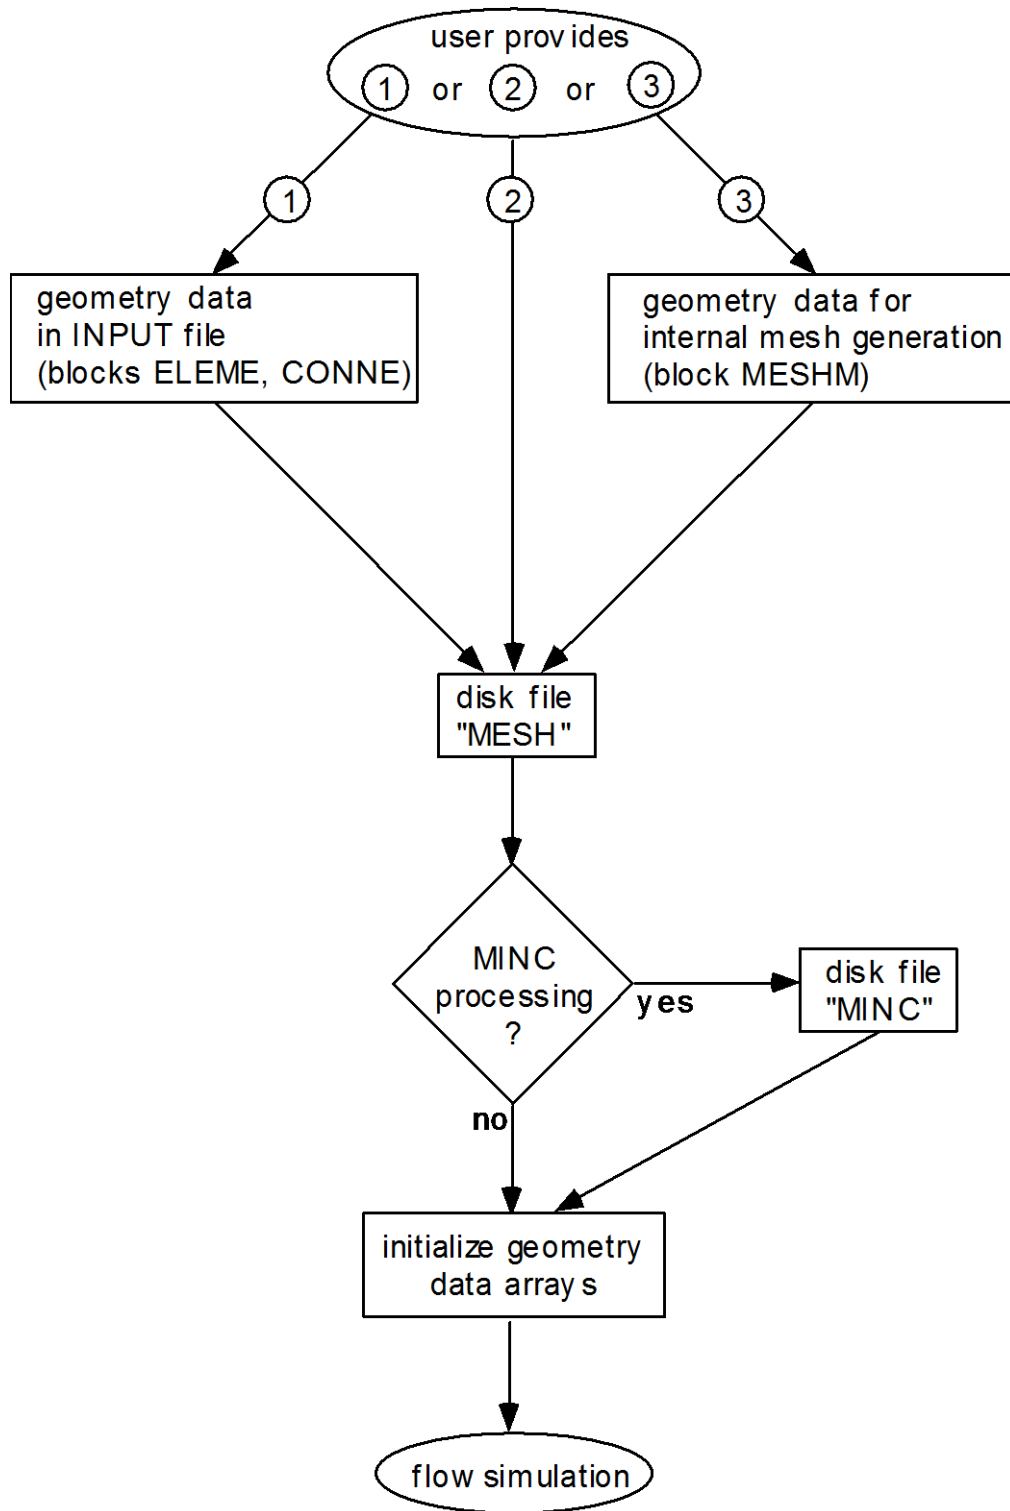 user provides
1 or 2 or 3
1
2
3
geometry data
in INPUT file
(blocks ELEME, CONNE)
geometry data for
internal mesh generation
(block MESHM)
disk file
"MESH"
MINC
processing
?
yes
disk file
"MINC"
no
initialize geometry
data arrays
flow simulation